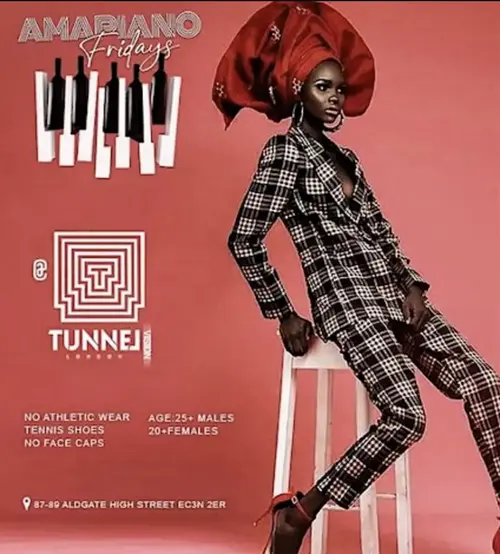 AMAPIANO
Fridays
@
T
TUNNEL
VISION
LONDON
NO ATHLETIC WEAR
TENNIS SHOES
NO FACE CAPS
AGE:25+ MALES
20+FEMALES
87-89 ALDGATE HIGH STREET EC3N 2ER